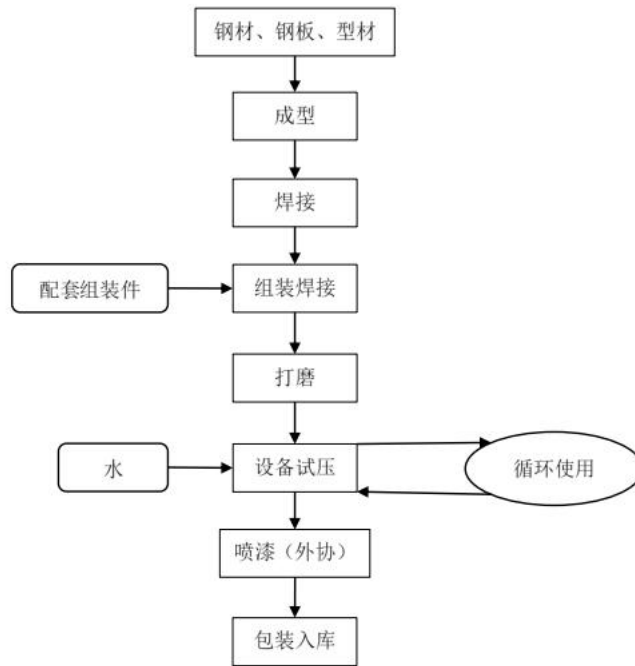 钢材、钢板、型材
成型
焊接
配套组装件
组装焊接
打磨
水
设备试压
循环使用
喷漆（外协）
包装入库